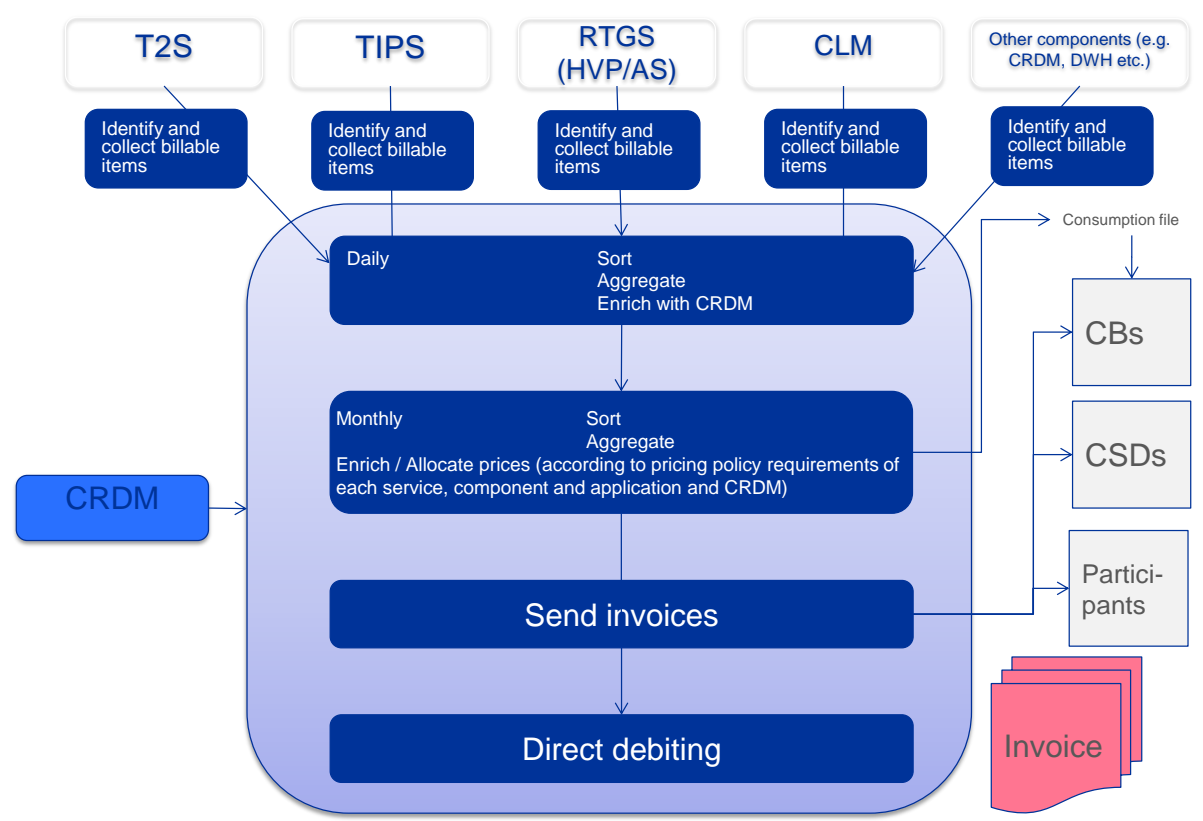 T2S
TIPS
RTGS
(HVP/AS)
CLM
Other components (e.g.
CRDM, DWH etc.)
Identify and
collect billable
items
Identify and
collect billable
items
Identify and
collect billable
items
Identify and
collect billable
items
Identify and
collect billable
items
Consumption file
Daily
Sort
Aggregate
Enrich with CRDM
CBs
Monthly
Sort
Aggregate
Enrich / Allocate prices (according to pricing policy requirements of
each service, component and application and CRDM)
CSDs
CRDM
Send invoices
Partici-
pants
Direct debiting
Invoice